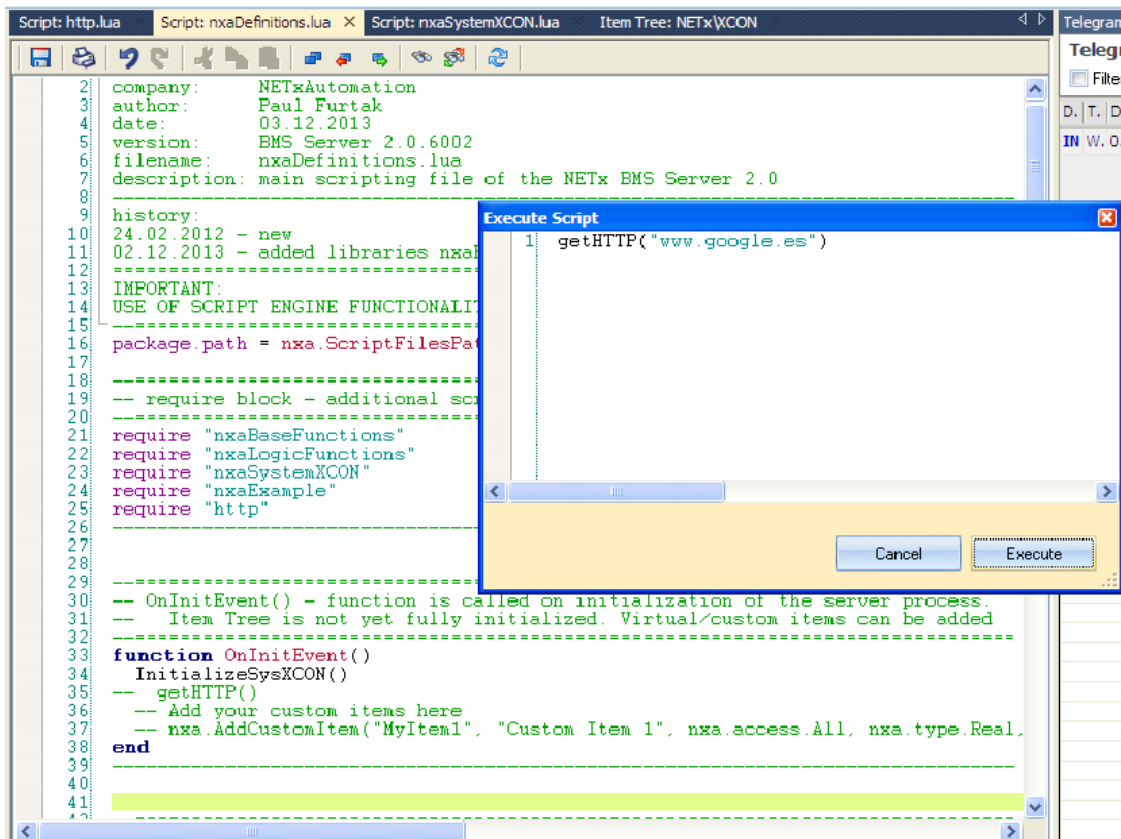 Script: http.lua Script: nxaDefinitions.lua X Script: nxaSystemXCON.lua Item Tree: NETx\XCON
Telegram
Telegr
Filte
D. T. D
IN W. O.
2 company: NETxAutomation
3 author: Paul Furtak
4 date: 03.12.2013
5 version: BMS Server 2.0.6002
6 filename: nxaDefinitions.lua
7 description: main scripting file of the NETx BMS Server 2.0
8 --------------------------------------------------------------------------------
9 history:
10 24.02.2012 - new
11 02.12.2013 - added libraries
12 ================================
13 IMPORTANT:
14 USE OF SCRIPT ENGINE FUNCTIONALIT
15 --==============================
16 package.path = nxa.ScriptFilesPat
17
18 --==============================
19 -- require block - additional scr
20 --==============================
21 require "nxaBaseFunctions"
22 require "nxaLogicFunctions"
23 require "nxaSystemXCON"
24 require "nxaExample"
25 require "http"
26 --------------------------------
27
28
29 --==============================
30 -- OnInitEvent() - function is called on initialization of the server process.
31 -- Item Tree is not yet fully initialized. Virtual/custom items can be added
32 --==============================================================================
33 function OnInitEvent()
34 InitializeSysXCON()
35 -- getHTTP()
36 -- Add your custom items here
37 -- nxa.AddCustomItem("MyItem1", "Custom Item 1", nxa.access.All, nxa.type.Real,
38 end
39 --------------------------------------------------------------------------------
40
41
Execute Script
1 getHTTP("www.google.es")
Cancel Execute